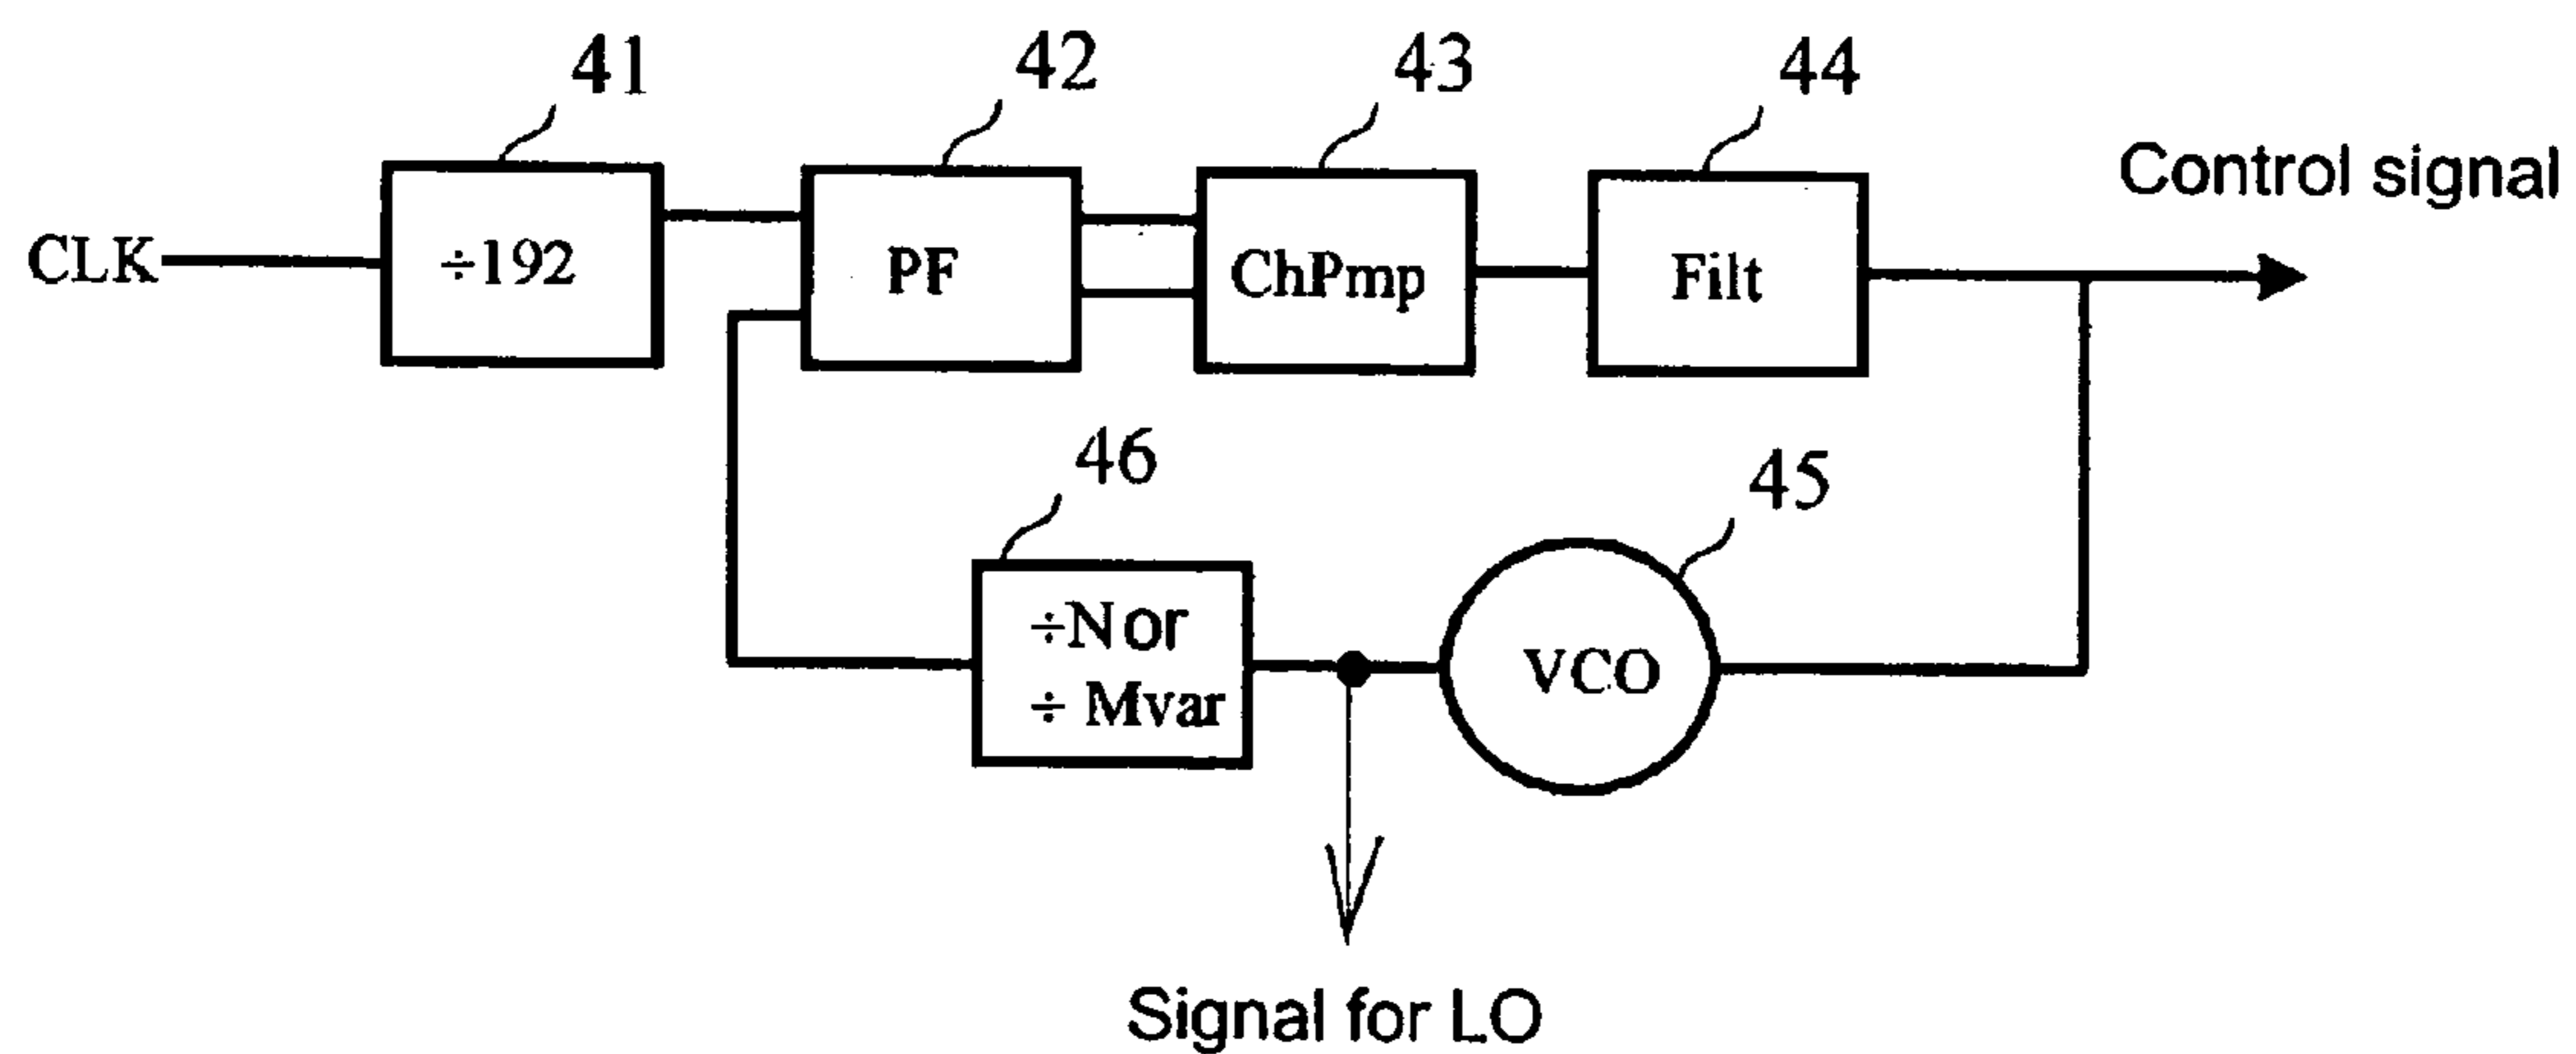 41
42
43
44
Control signal
CLK
÷192
PF
ChPmp
Filt
46
45
÷N or
÷ Mvar
VCO
Signal for LO